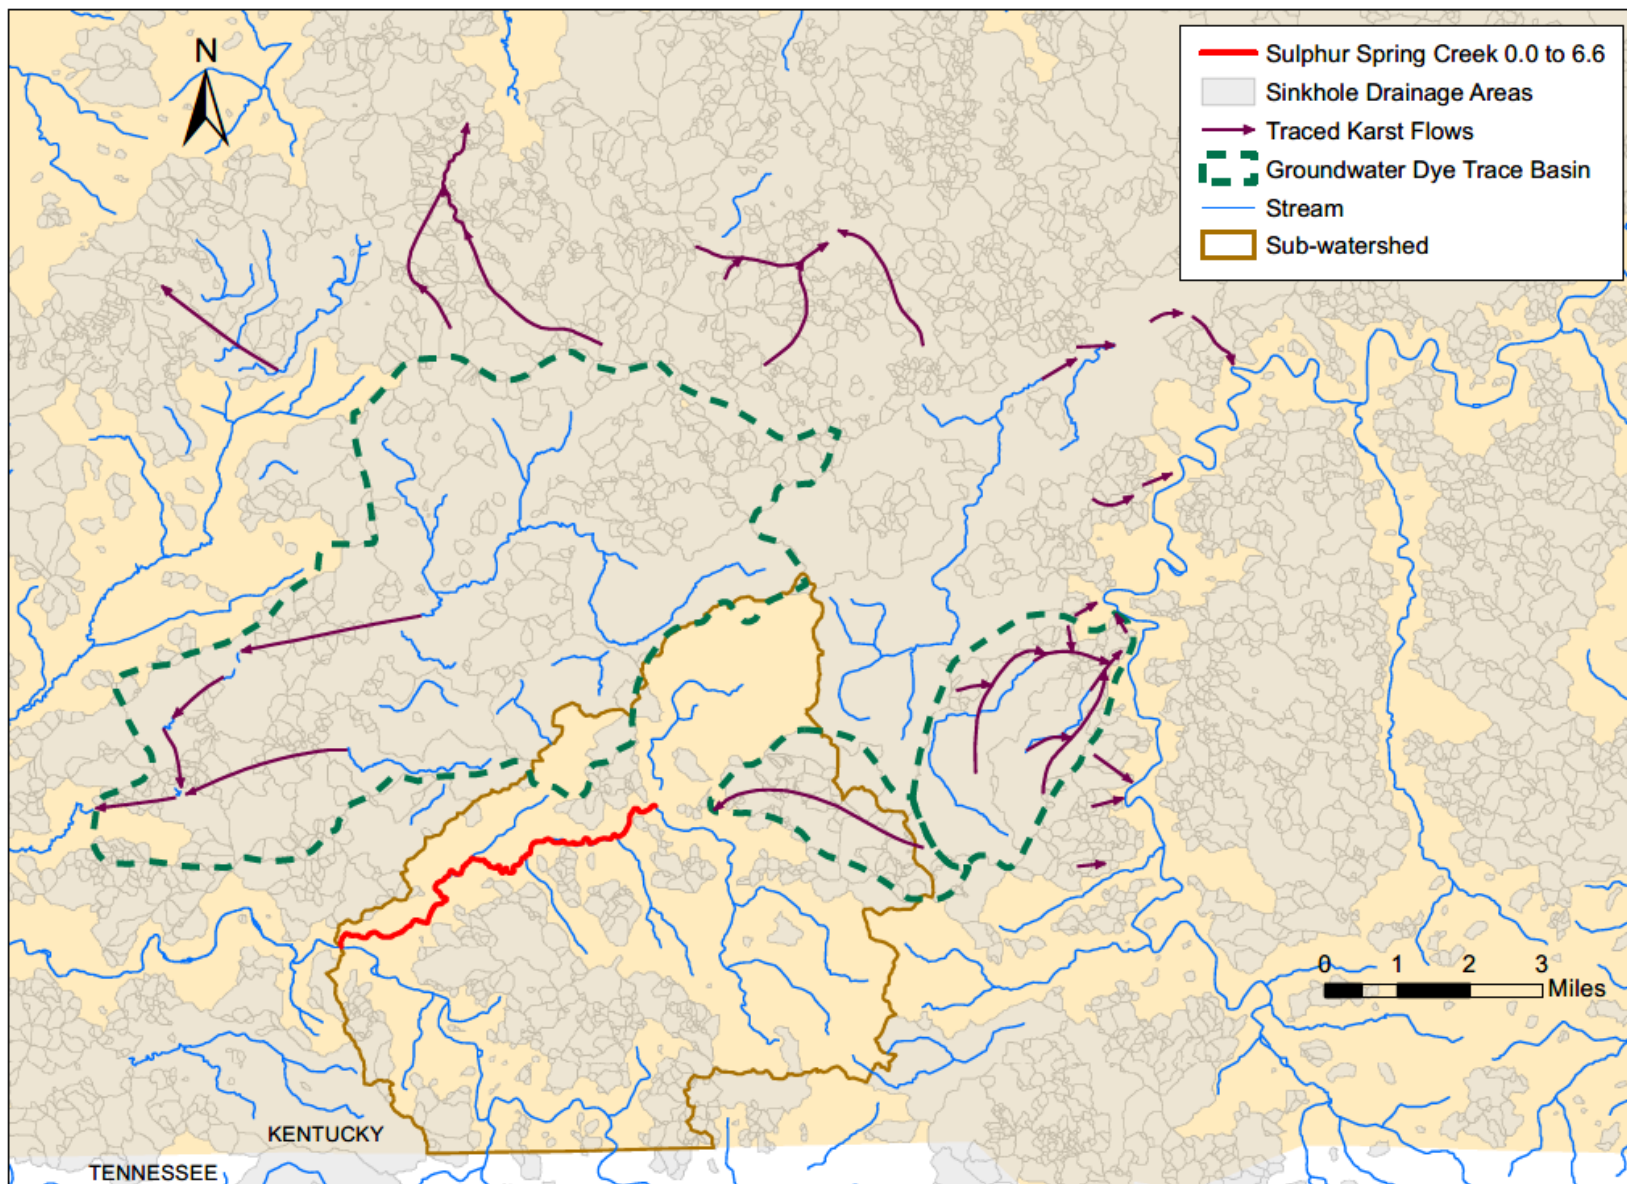 N
Sulphur Spring Creek 0.0 to 6.6
Sinkhole Drainage Areas
Traced Karst Flows
Groundwater Dye Trace Basin
Stream
Sub-watershed
0 1 2 3
Miles
KENTUCKY
TENNESSEE